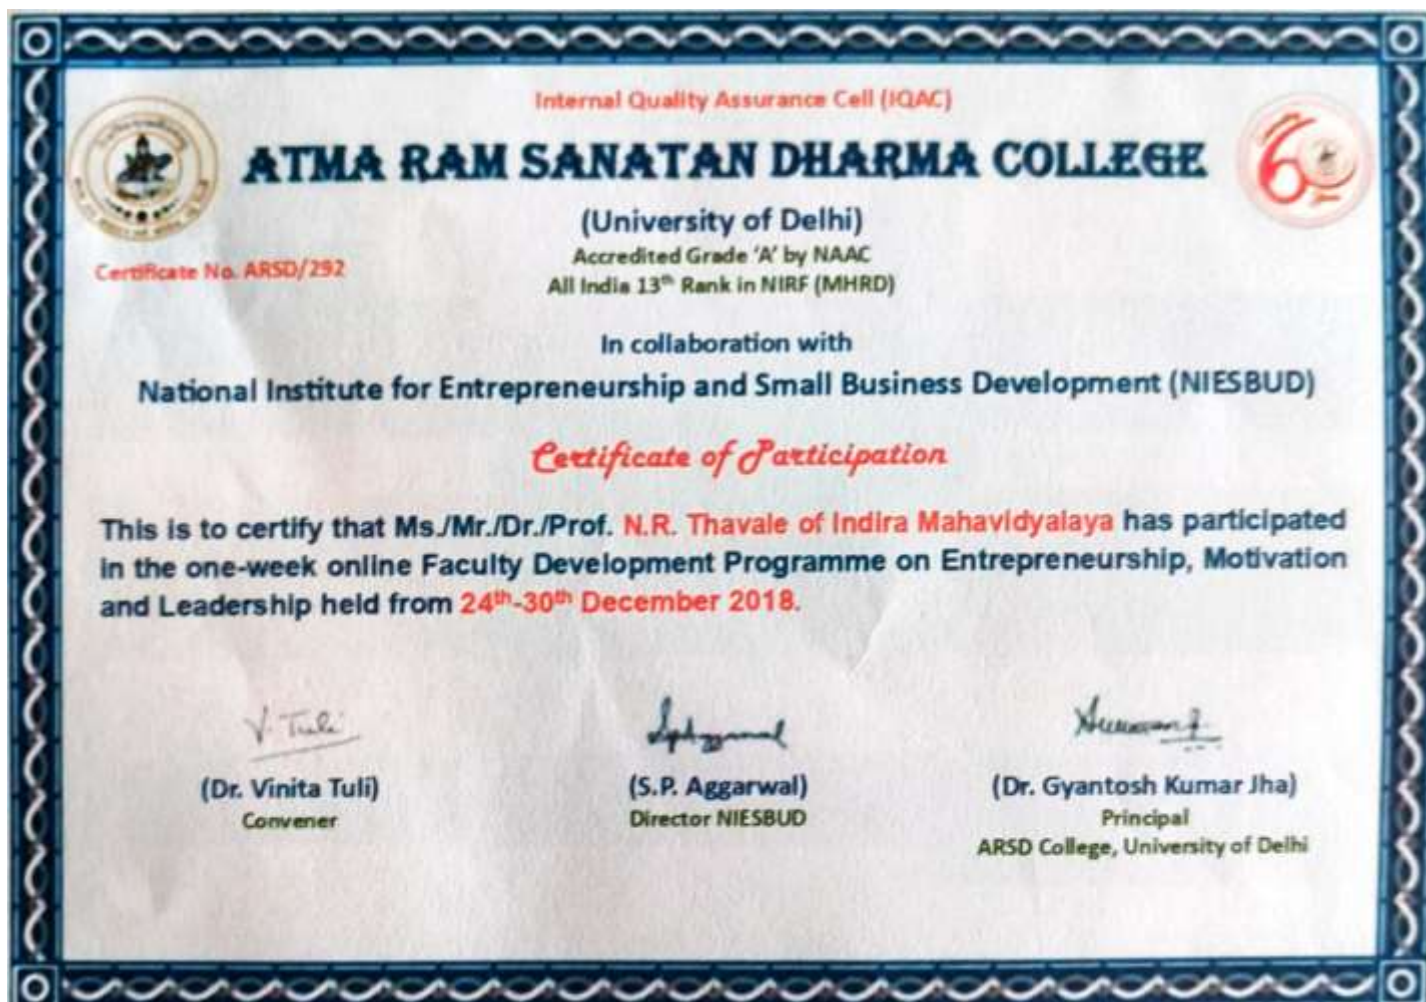 Internal Quality Assurance Cell (IQAC)
ATMA RAM SANATAN DHARMA COLLEGE
60
(University of Delhi)
Accredited Grade 'A' by NAAC
Certificate No. ARSD/292
All India 13th Rank in NIRF (MHRD)
In collaboration with
National Institute for Entrepreneurship and Small Business Development (NIESBUD)
Certificate of Participation
This is to certify that Ms./Mr./Dr./Prof. N.R. Thavale of Indira Mahavidyalaya has participated
in the one-week online Faculty Development Programme on Entrepreneurship, Motivation
and Leadership held from 24th-30th December 2018.
V. Tuli
(Dr. Vinita Tuli)
Convener
(S.P. Aggarwal)
Director NIESBUD
(Dr. Gyantosh Kumar Jha)
Principal
ARSD College, University of Delhi